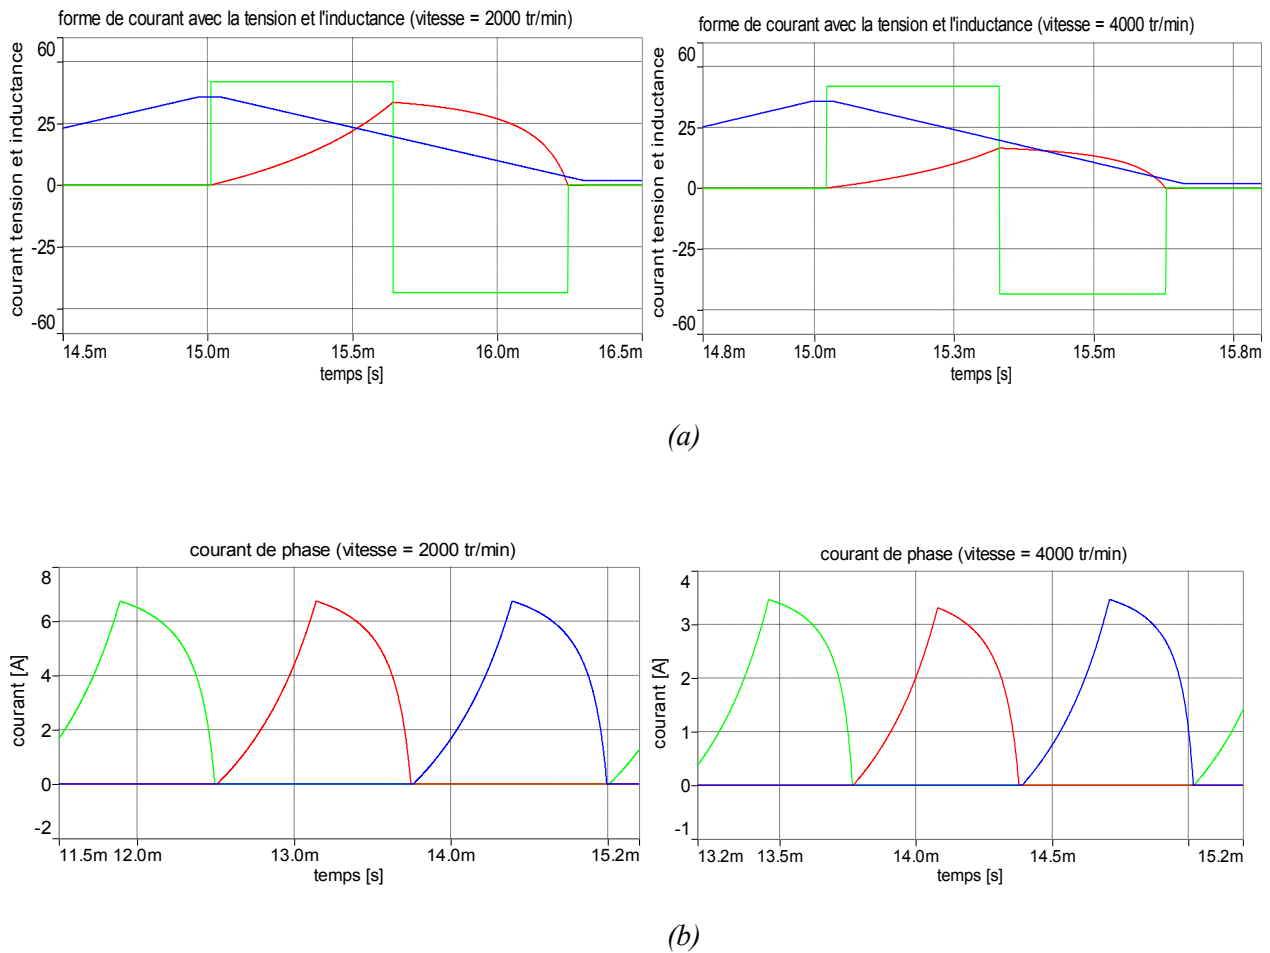 forme de courant avec la tension et l'inductance (vitesse = 2000 tr/min)
courant tension et inductance
60
25
0
-25
-60
14.5m 15.0m 15.5m 16.0m 16.5m
temps [s]
forme de courant avec la tension et l'inductance (vitesse = 4000 tr/min)
courant tension et inductance
60
25
0
-25
-60
14.8m 15.0m 15.3m 15.5m 15.8m
temps [s]
(a)
courant de phase (vitesse = 2000 tr/min)
courant [A]
8
6
4
2
0
-2
11.5m 12.0m 13.0m 14.0m 15.2m
temps [s]
courant de phase (vitesse = 4000 tr/min)
courant [A]
4
3
2
1
0
-1
13.2m 13.5m 14.0m 14.5m 15.2m
temps [s]
(b)